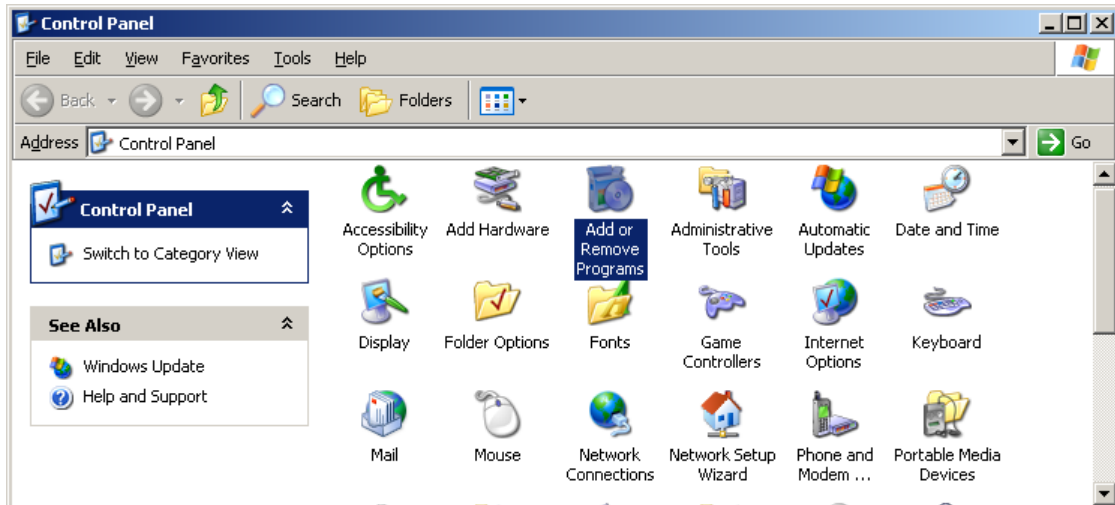 Control Panel
File Edit View Favorites Tools Help
Back Search Folders
Address Control Panel Go
Control Panel
Switch to Category View
See Also
Windows Update
Help and Support
Accessibility
Options
Add Hardware
Add or
Remove
Programs
Administrative
Tools
Automatic
Updates
Date and Time
Display
Folder Options
Fonts
Game
Controllers
Internet
Options
Keyboard
Mail
Mouse
Network
Connections
Network Setup
Wizard
Phone and
Modem ...
Portable Media
Devices